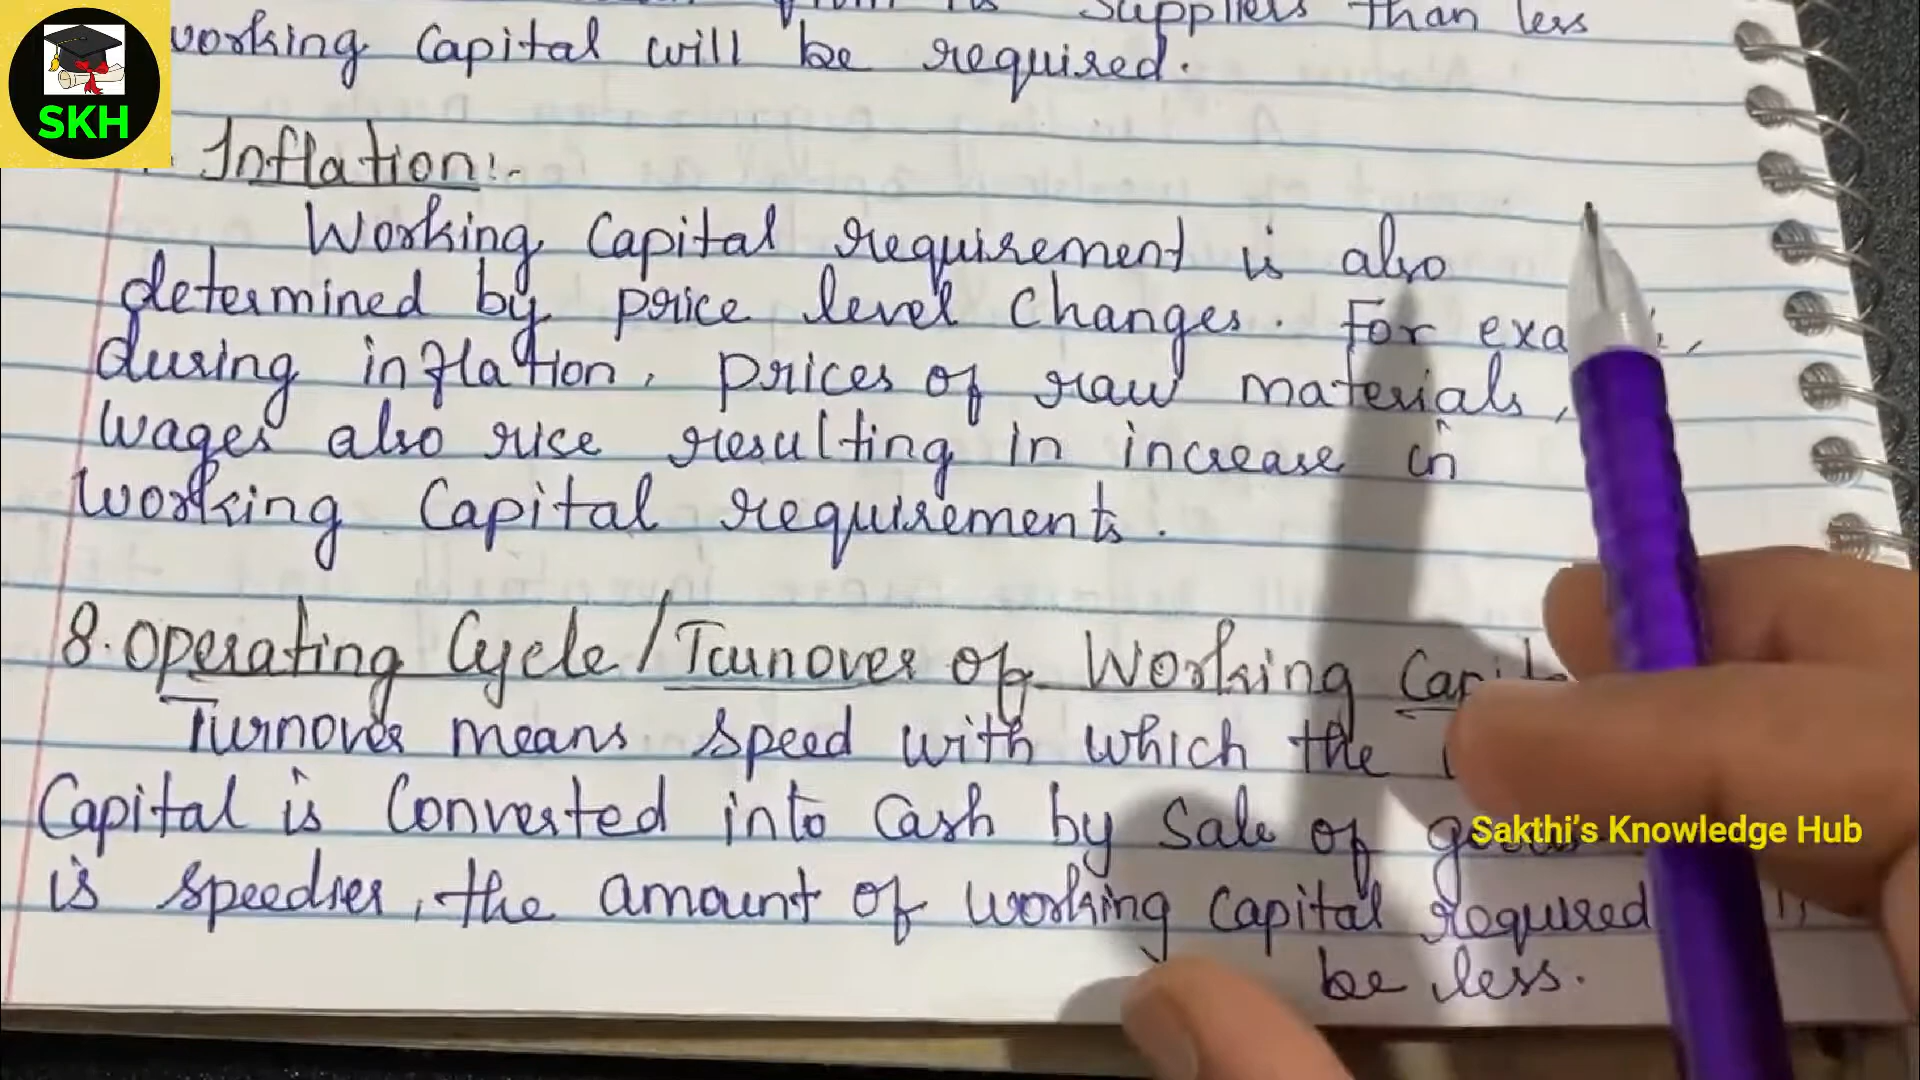 Suppliers than less
working Capital will be required.
SKH
Inflation:-
Working Capital requirement is also
determined by price level Changes. For
during inflation, prices of raw materials,
wages also rise resulting in increase in
working Capital requirements.
8. Operating Cycle/Turnover of Working
Turnover means speed with which the
Capital is Converted into Cash by Sale of
Sakthi's Knowledge Hub
is speedier, the amount of working Capital required
be less.